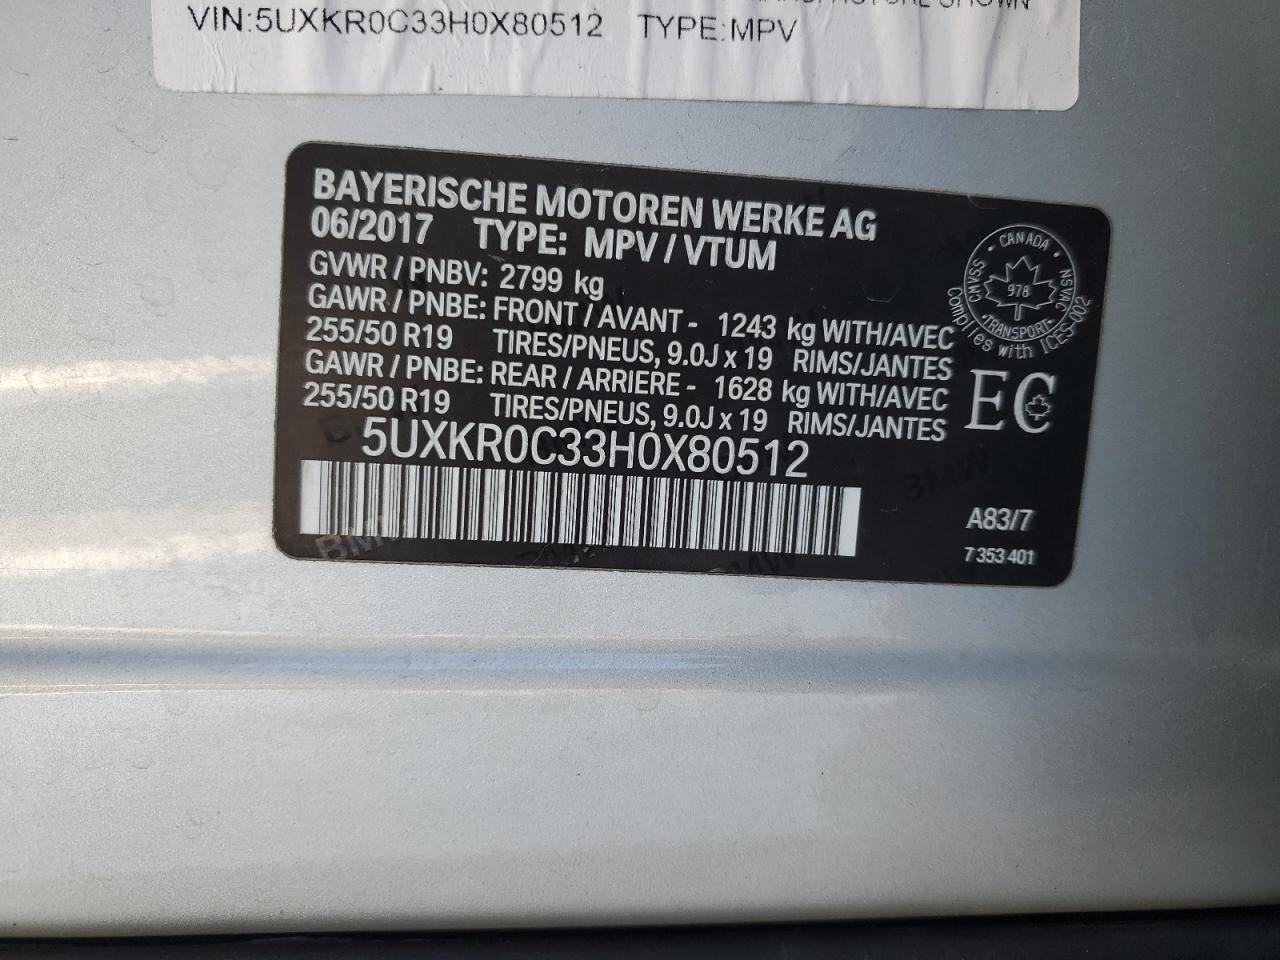 VIN:5UXKR0C33H0X80512 TYPE:MPV
BAYERISCHE MOTOREN WERKE AG
06/2017 TYPE: MPV / VTUM
GVWR / PNBV: 2799 kg
GAWR / PNBE: FRONT / AVANT - 1243 kg WITH/AVEC
255/50 R19 TIRES/PNEUS, 9.0J x 19 RIMS/JANTES
GAWR / PNBE: REAR / ARRIERE - 1628 kg WITH/AVEC
255/50 R19 TIRES/PNEUS, 9.0J x 19 RIMS/JANTES
5UXKR0C33H0X80512
CANADA
CMVSS
NSVAC
978
TRANSPORT
Complies with ICES-002
EC
A83/7
7 353 401
BMW
BMW